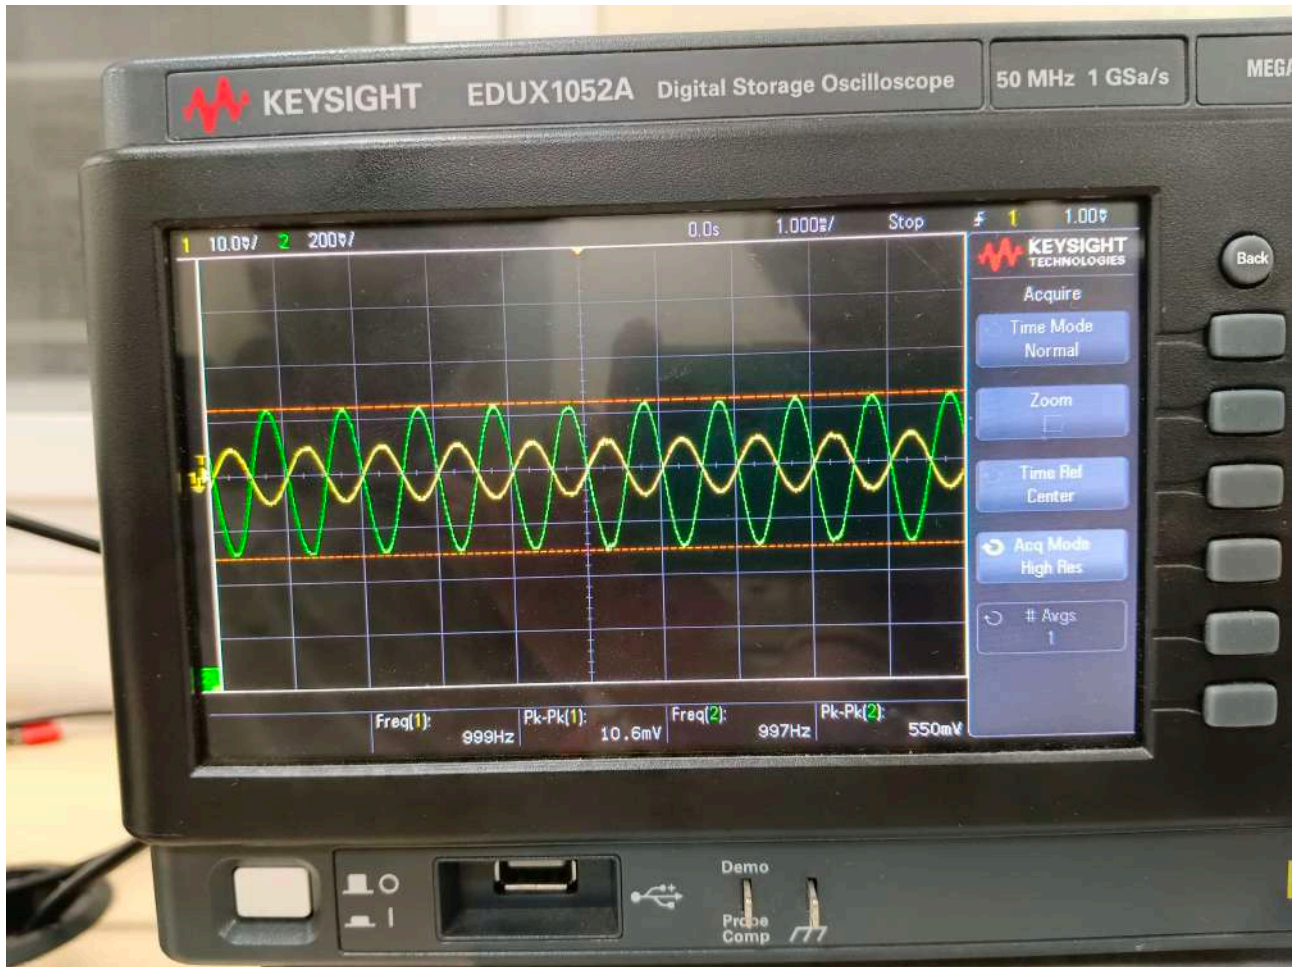 KEYSIGHT EDUX1052A Digital Storage Oscilloscope 50 MHz 1 GSa/s MEGA
1 10.0V/ 2 200V/ 0.0s 1.000ms/ Stop 1 1.00V
KEYSIGHT
TECHNOLOGIES
Acquire
Time Mode
Normal
Zoom
Time Ref
Center
Acq Mode
High Res
# Avgs
1
Back
Freq(1):
999Hz
Pk-Pk(1):
10.6mV
Freq(2):
997Hz
Pk-Pk(2):
550mV
Demo
Probe
Comp